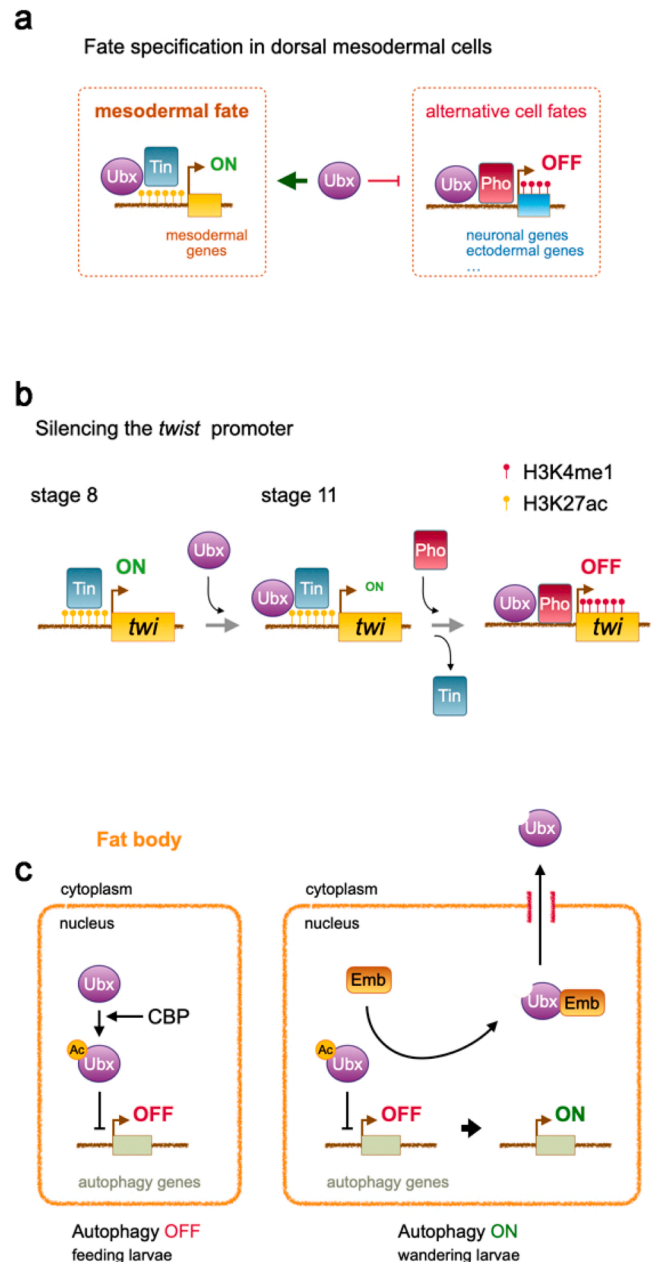 a
Fate specification in dorsal mesodermal cells
mesodermal fate
Ubx
Tin
ON
mesodermal
genes
Ubx
alternative cell fates
Ubx
Pho
OFF
neuronal genes
ectodermal genes
...
b
Silencing the twist promoter
H3K4me1
H3K27ac
stage 8
stage 11
Tin
ON
twi
Ubx
Ubx
Tin
ON
twi
Pho
Tin
Ubx
Pho
OFF
twi
Fat body
c
cytoplasm
nucleus
Ubx
CBP
Ac
Ubx
OFF
autophagy genes
Autophagy OFF
feeding larvae
Ubx
cytoplasm
nucleus
Emb
Ubx
Emb
Ac
Ubx
OFF
ON
autophagy genes
Autophagy ON
wandering larvae